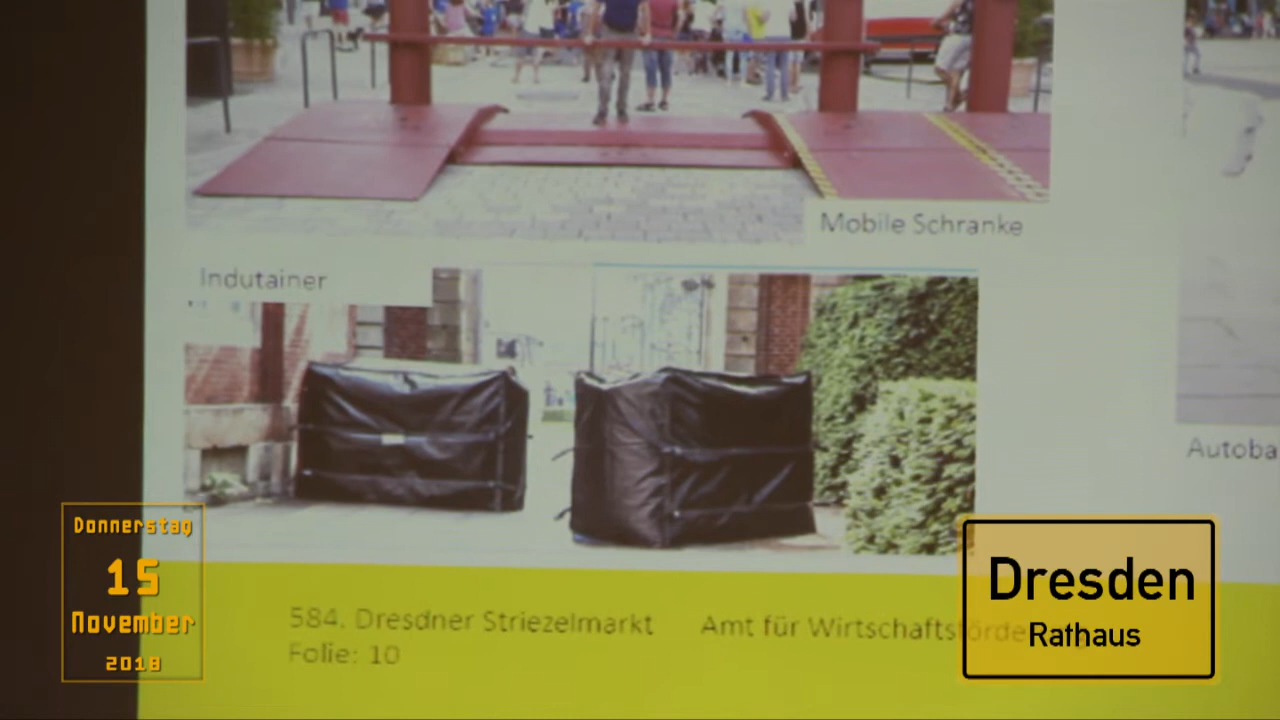 Mobile Schranke
Indutainer
Autoba
584. Dresdner Striezelmarkt Amt für Wirtschaftsförde
Folie: 10
Donnerstag
15
November
2018
Dresden
Rathaus